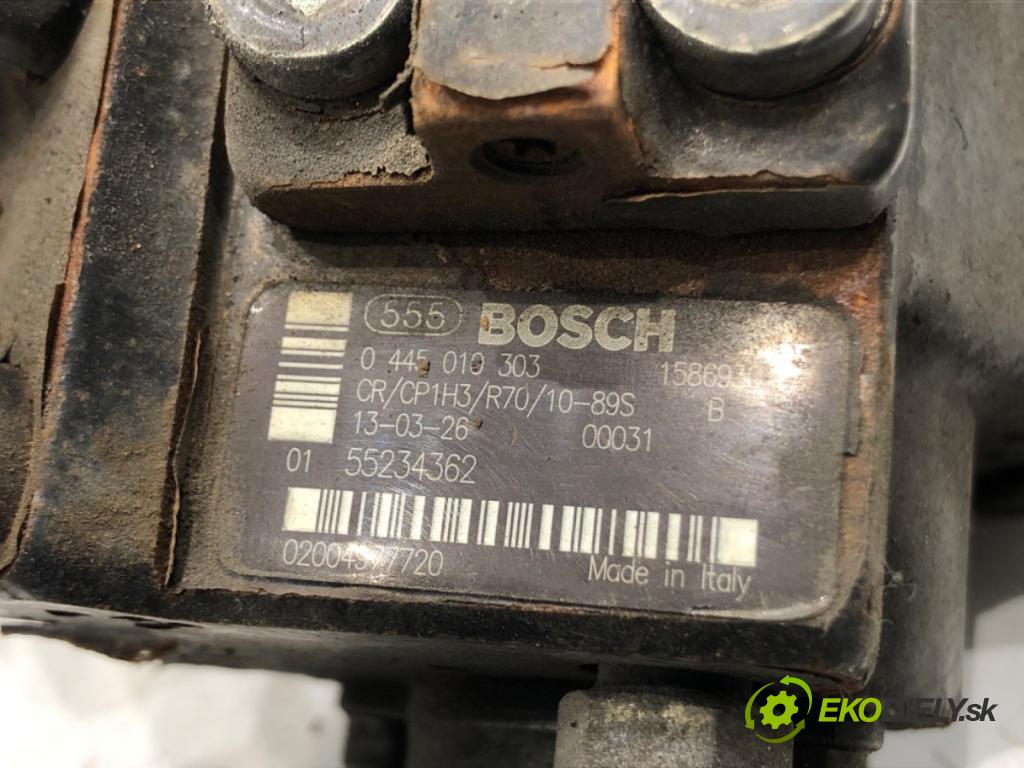 555 BOSCH
0 445 010 303
CR/CP1H3/R70/10-89S B
13-03-26 00031
01 55234362
Made in Italy
EKODIELY.sk